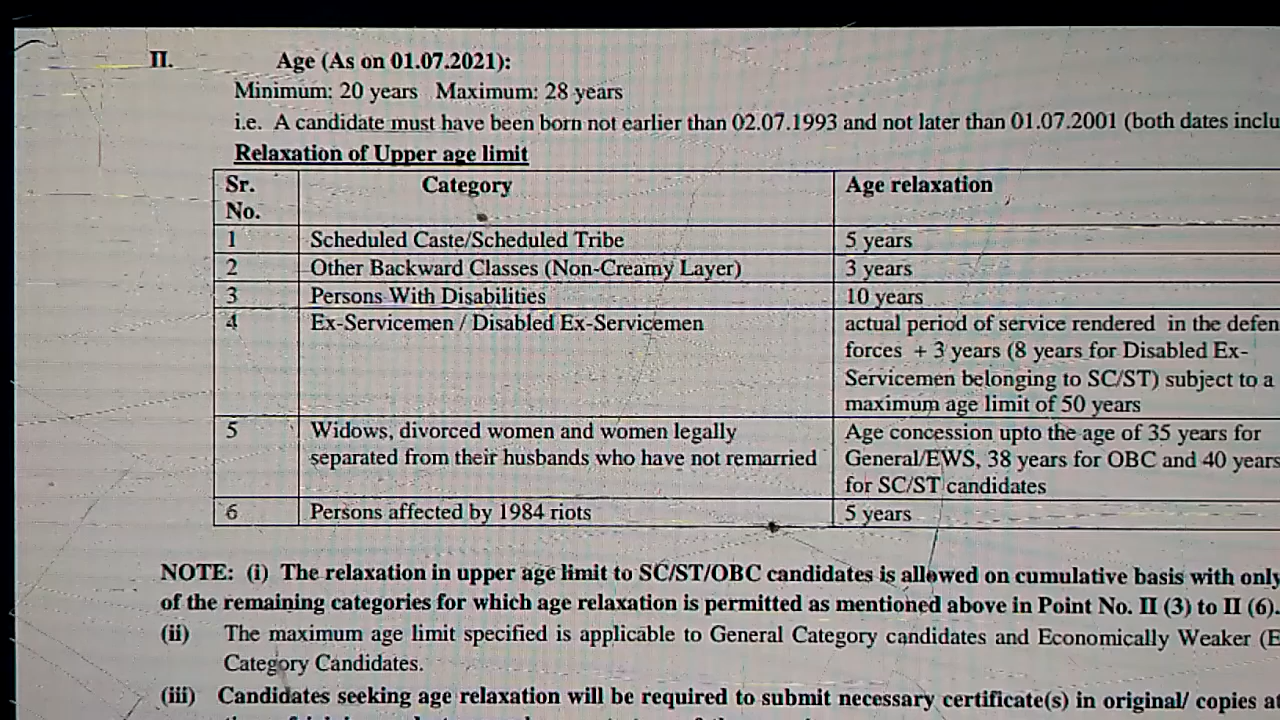 II. Age (As on 01.07.2021):
Minimum: 20 years Maximum: 28 years
i.e. A candidate must have been born not earlier than 02.07.1993 and not later than 01.07.2001 (both dates inclu
Relaxation of Upper age limit
Sr. No. Category Age relaxation
1 Scheduled Caste/Scheduled Tribe 5 years
2 Other Backward Classes (Non-Creamy Layer) 3 years
3 Persons With Disabilities 10 years
4 Ex-Servicemen / Disabled Ex-Servicemen actual period of service rendered in the defen
forces + 3 years (8 years for Disabled Ex-
Servicemen belonging to SC/ST) subject to a
maximum age limit of 50 years
5 Widows, divorced women and women legally
separated from their husbands who have not remarried
Age concession upto the age of 35 years for
General/EWS, 38 years for OBC and 40 years
for SC/ST candidates
6 Persons affected by 1984 riots 5 years
NOTE: (i) The relaxation in upper age limit to SC/ST/OBC candidates is allowed on cumulative basis with only
of the remaining categories for which age relaxation is permitted as mentioned above in Point No. II (3) to II (6).
(ii) The maximum age limit specified is applicable to General Category candidates and Economically Weaker (E
Category Candidates.
(iii) Candidates seeking age relaxation will be required to submit necessary certificate(s) in original/ copies at